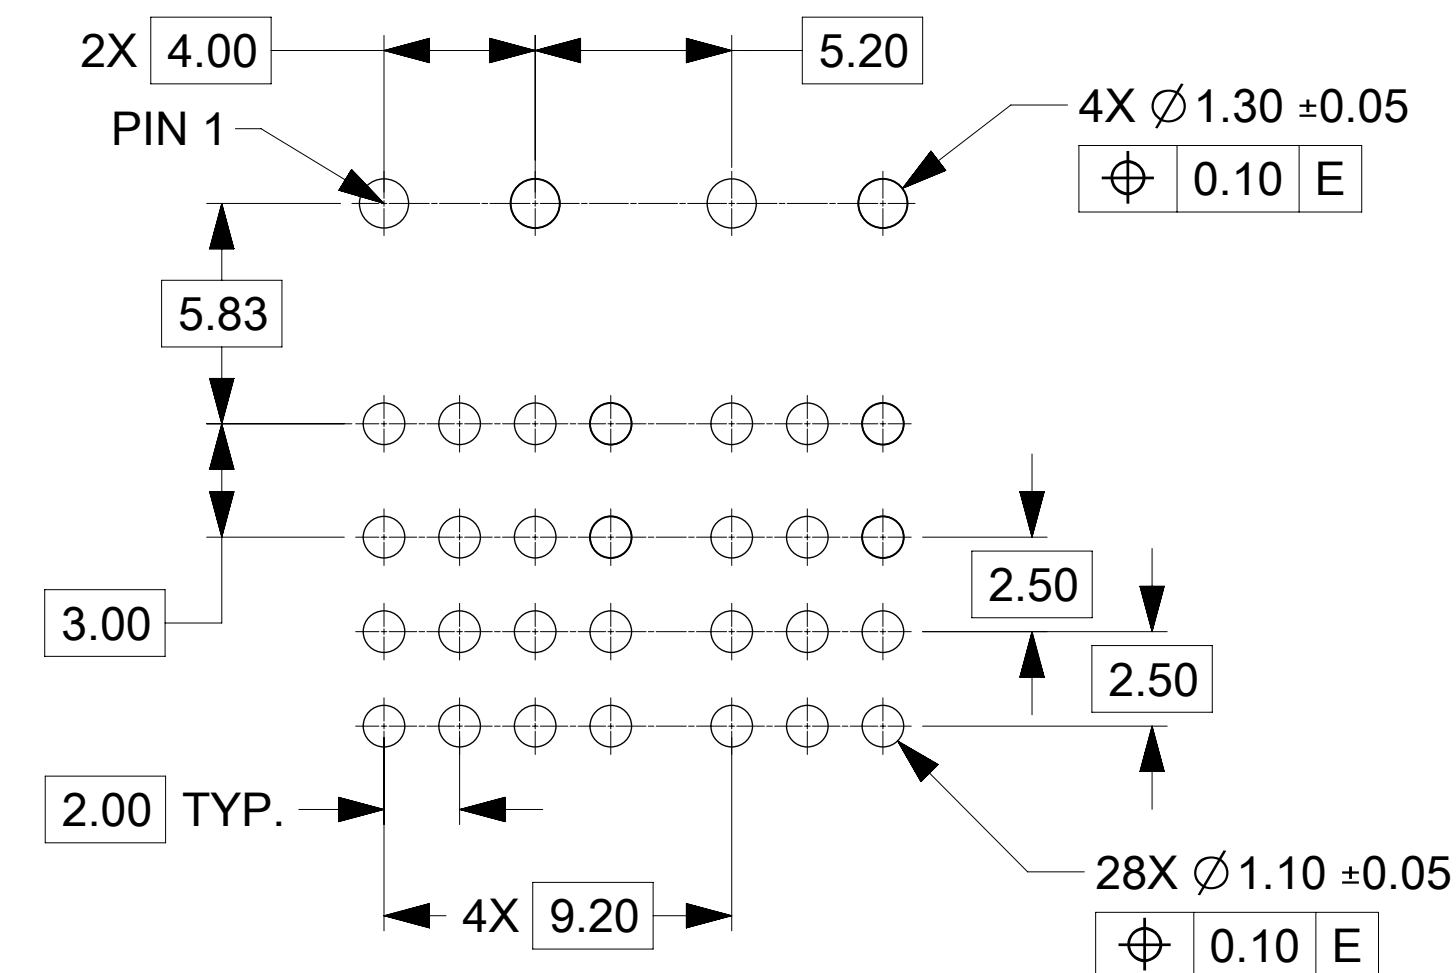 2X 4.00
5.20
PIN 1
4X ∅1.30 ±0.05
⌖ 0.10 E
5.83
3.00
2.50
2.50
2.00 TYP.
4X 9.20
28X ∅1.10 ±0.05
⌖ 0.10 E